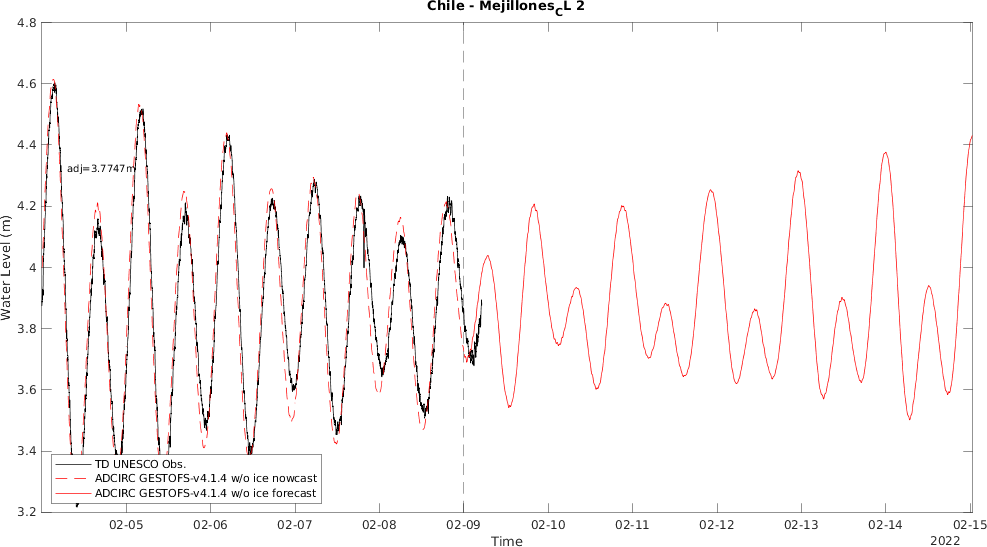 Chile - Mejillones_CL 2
4.8
4.6
4.4
4.2
4
3.8
3.6
3.4
3.2
Water Level (m)
adj=3.7747m
TD UNESCO Obs.
ADCIRC GESTOFS-v4.1.4 w/o ice nowcast
ADCIRC GESTOFS-v4.1.4 w/o ice forecast
02-05 02-06 02-07 02-08 02-09 02-10 02-11 02-12 02-13 02-14 02-15
Time
2022